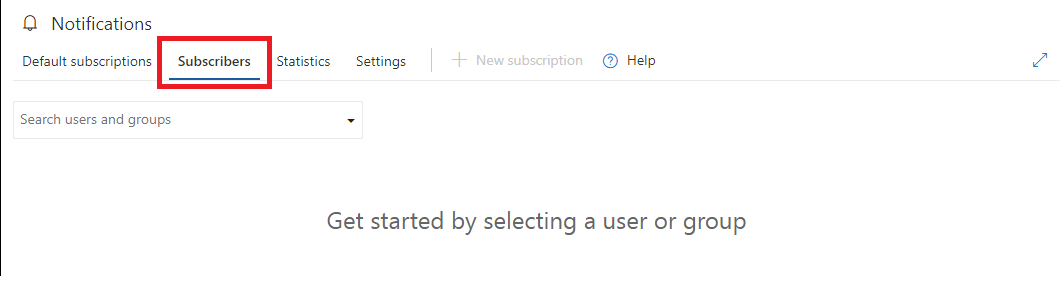 Notifications
Default subscriptions Subscribers Statistics Settings New subscription Help
Search users and groups
Get started by selecting a user or group